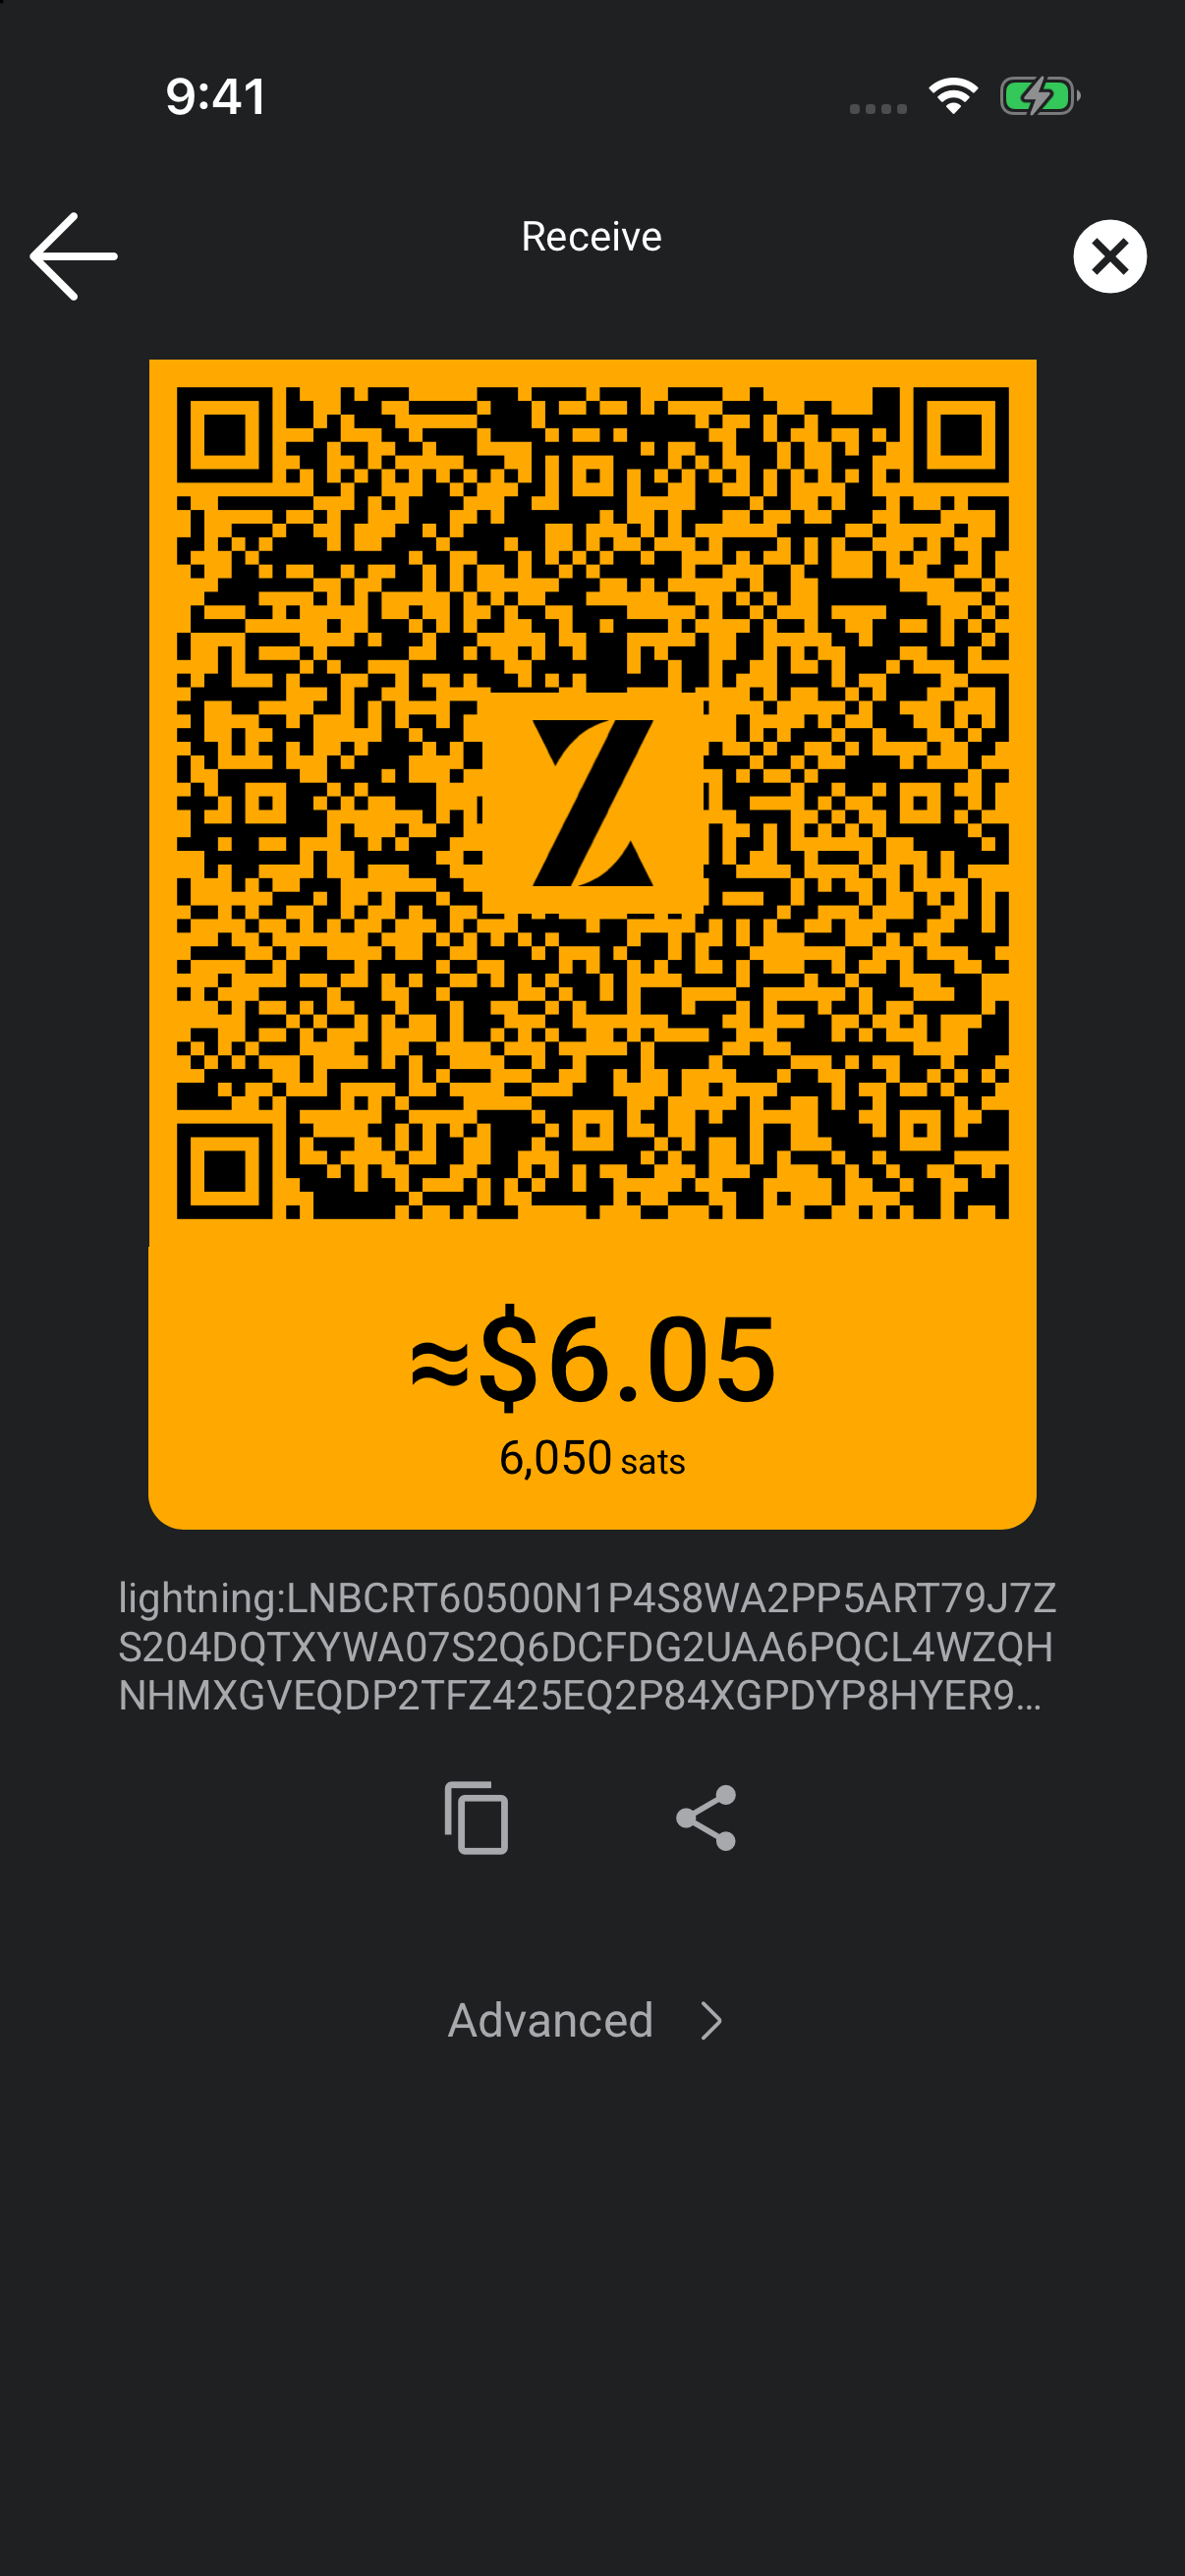 9:41
Receive
Z
≈$6.05
6,050 sats
lightning:LNBCRT60500N1P4S8WA2PP5ART79J7Z
S204DQTXYWA07S2Q6DCFDG2UAA6PQCL4WZQH
NHMXGVEQDP2TFZ425EQ2P84XGPDYP8HYER9...
Advanced